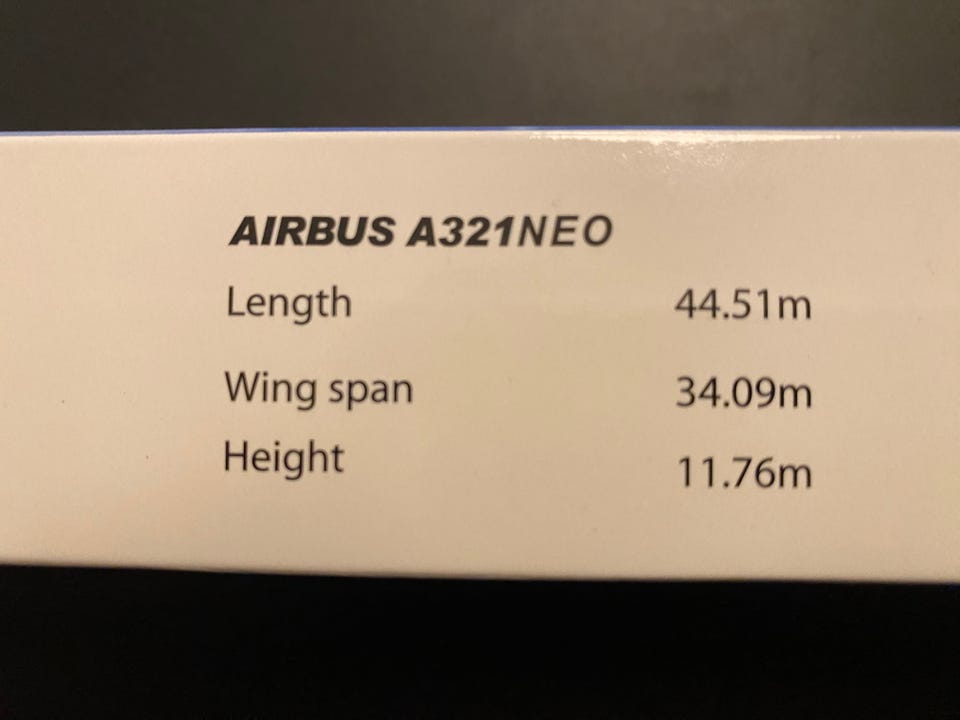 AIRBUS A321NEO
Length 44.51m
Wing span 34.09m
Height 11.76m